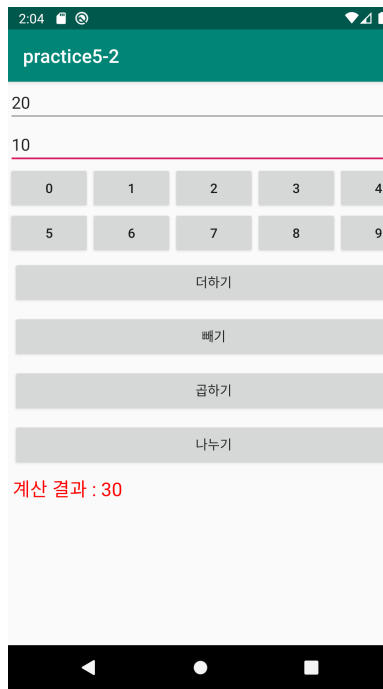 2:04
practice5-2
20
10
0 1 2 3 4
5 6 7 8 9
더하기
빼기
곱하기
나누기
계산 결과 : 30